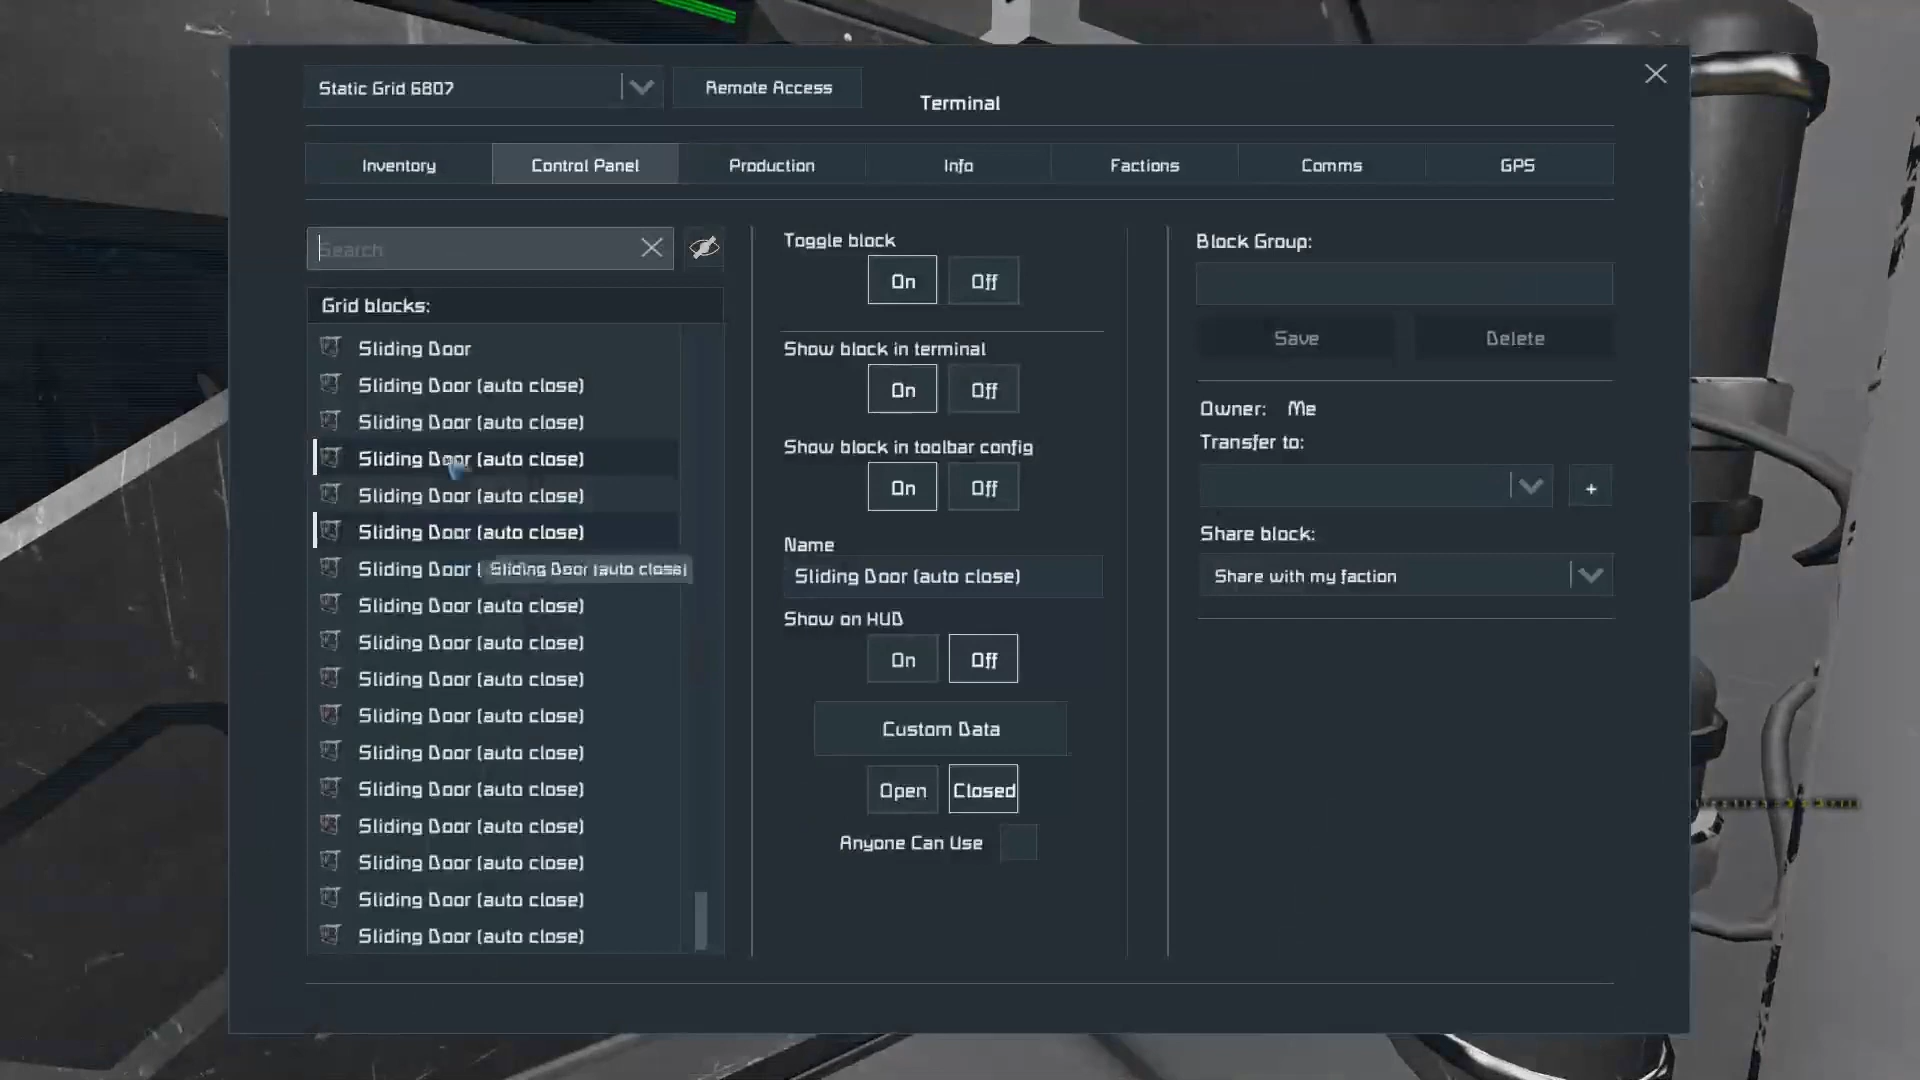 Static Grid 6807
Remote Access
Terminal
Inventory
Control Panel
Production
Info
Factions
Comms
GPS
Search
Grid blocks:
Sliding Door
Sliding Door (auto close)
Sliding Door (auto close)
Sliding Door (auto close)
Sliding Door (auto close)
Sliding Door (auto close)
Sliding Door (
Sliding Door (auto close)
Sliding Door (auto close)
Sliding Door (auto close)
Sliding Door (auto close)
Sliding Door (auto close)
Sliding Door (auto close)
Sliding Door (auto close)
Sliding Door (auto close)
Sliding Door (auto close)
Sliding Door (auto close)
Sliding Door (auto close)
Toggle block
On Off
Show block in terminal
On Off
Show block in toolbar config
On Off
Name
Sliding Door (auto close)
Show on HUD
On Off
Custom Data
Open Closed
Anyone Can Use
Block Group:
Save Delete
Owner: Me
Transfer to:
+
Share block:
Share with my faction